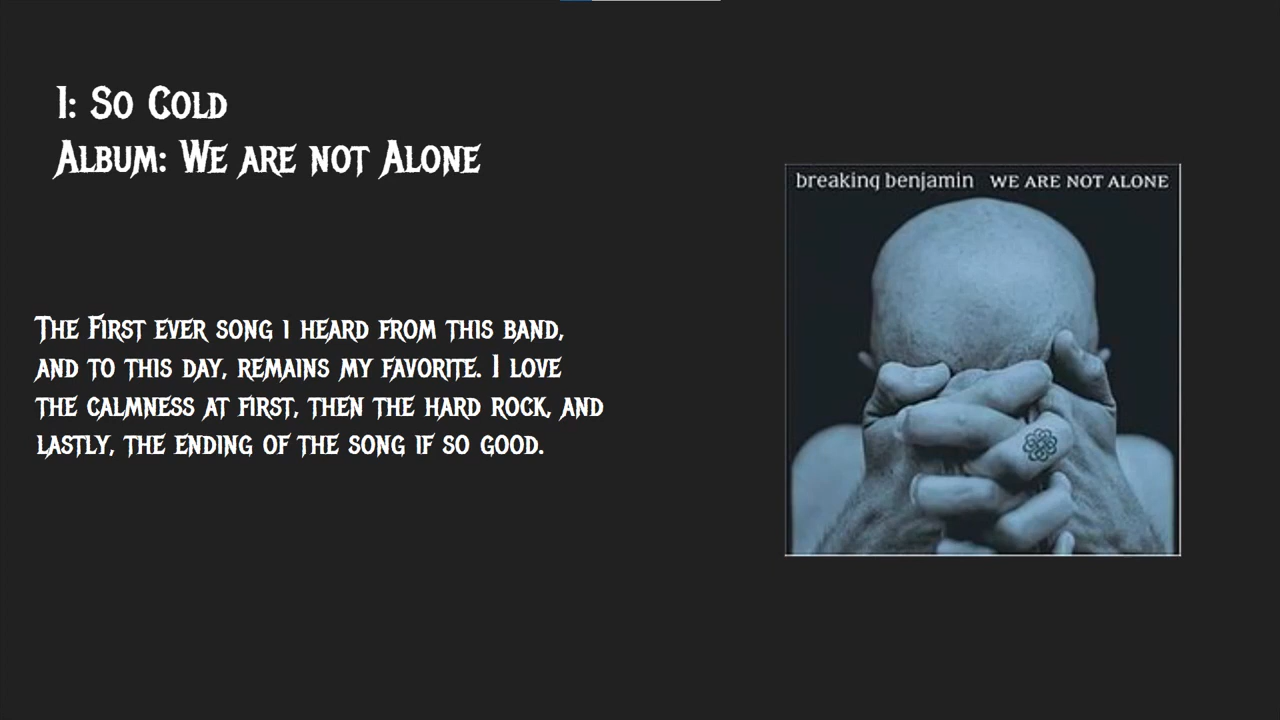 1: So Cold
Album: We are not Alone
breaking benjamin WE ARE NOT ALONE
The First ever song i heard from this band,
and to this day, remains my favorite. I love
the calmness at first, then the hard rock, and
lastly, the ending of the song if so good.